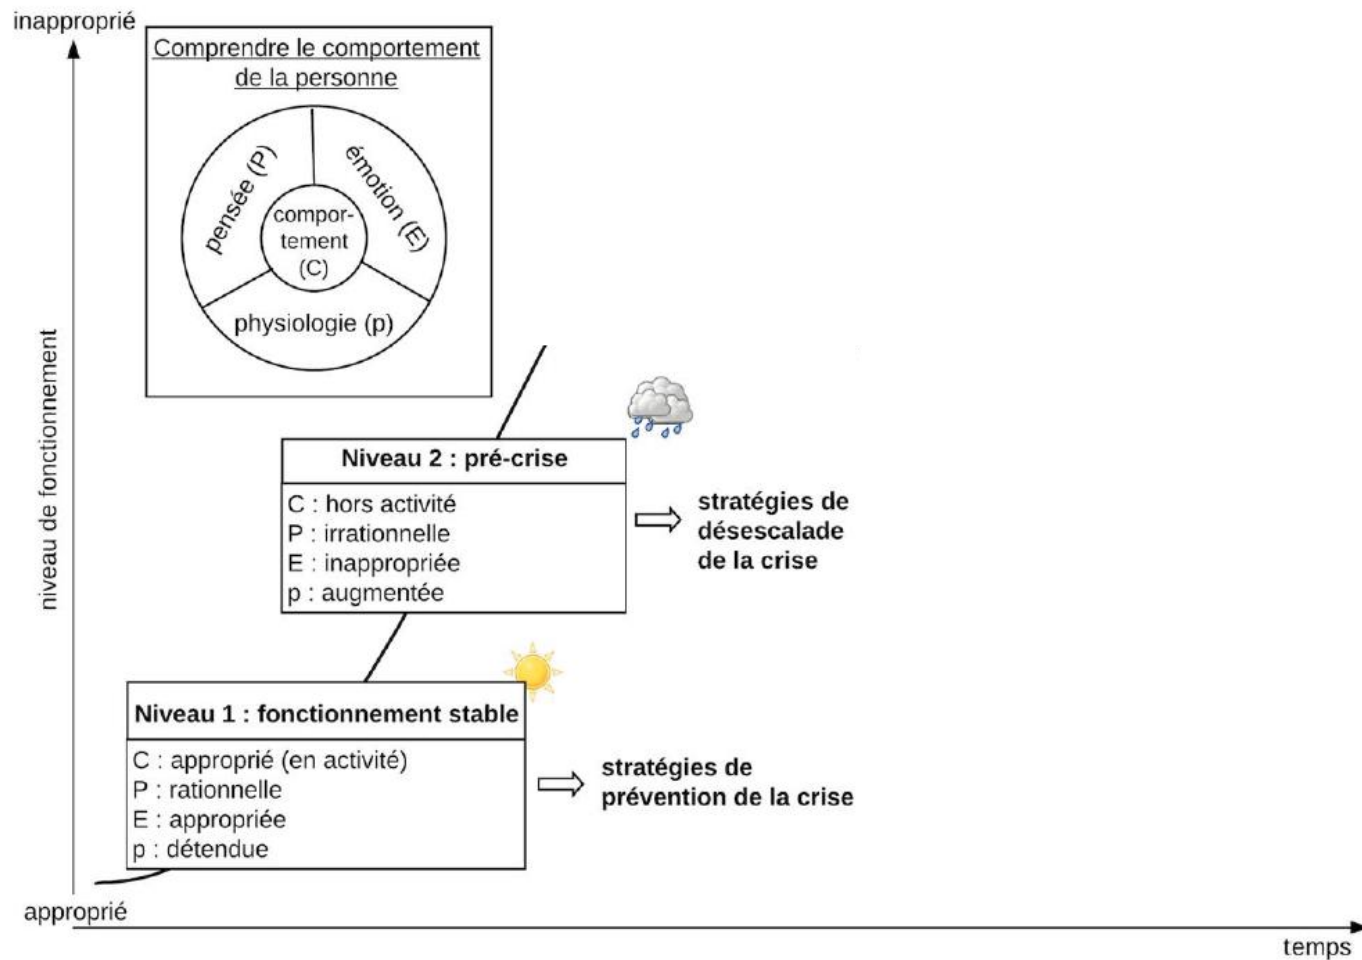 inapproprié
Comprendre le comportement
de la personne
pensée (P)
émotion (E)
compor-
tement
(C)
physiologie (p)
niveau de fonctionnement
Niveau 2 : pré-crise
C : hors activité
P : irrationnelle
E : inappropriée
p : augmentée
stratégies de
désescalade
de la crise
Niveau 1 : fonctionnement stable
C : approprié (en activité)
P : rationnelle
E : appropriée
p : détendue
stratégies de
prévention de la crise
approprié
temps